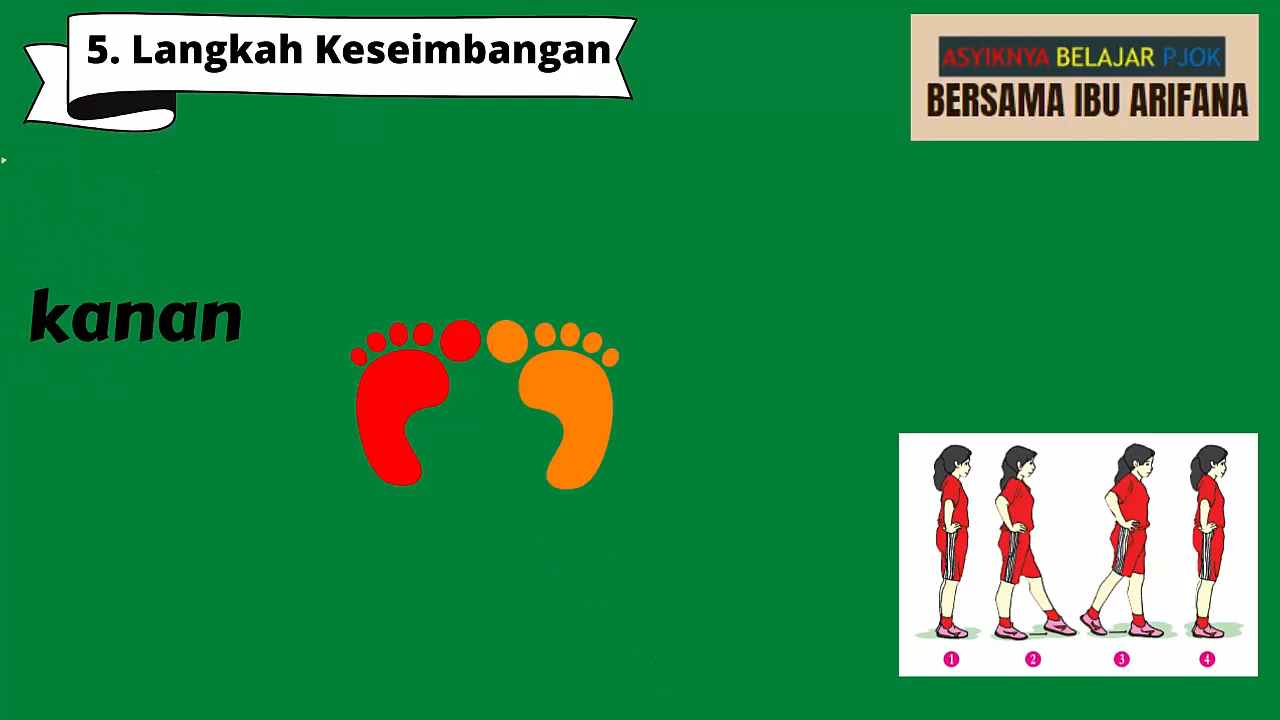 5. Langkah Keseimbangan
ASYIKNYA BELAJAR PJOK
BERSAMA IBU ARIFANA
kanan
1 2 3 4